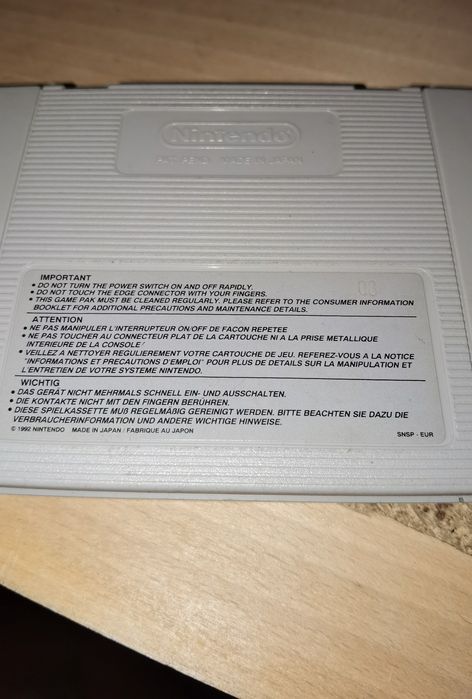 Nintendo
PAT. PEND. MADE IN JAPAN
IMPORTANT
• DO NOT TURN THE POWER SWITCH ON AND OFF RAPIDLY.
• DO NOT TOUCH THE EDGE CONNECTOR WITH YOUR FINGERS.
• THIS GAME PAK MUST BE CLEANED REGULARLY. PLEASE REFER TO THE CONSUMER INFORMATION
BOOKLET FOR ADDITIONAL PRECAUTIONS AND MAINTENANCE DETAILS.
ATTENTION
• NE PAS MANIPULER L'INTERRUPTEUR ON/OFF DE FACON REPETEE
• NE PAS TOUCHER AU CONNECTEUR PLAT DE LA CARTOUCHE NI A LA PRISE METALLIQUE
INTERIEURE DE LA CONSOLE
• VEILLEZ A NETTOYER REGULIEREMENT VOTRE CARTOUCHE DE JEU. REFEREZ-VOUS A LA NOTICE
"INFORMATIONS ET PRECAUTIONS D'EMPLOI" POUR PLUS DE DETAILS SUR LA MANIPULATION ET
L'ENTRETIEN DE VOTRE SYSTEME NINTENDO.
WICHTIG
• DAS GERÄT NICHT MEHRMALS SCHNELL EIN- UND AUSSCHALTEN.
• DIE KONTAKTE NICHT MIT DEN FINGERN BERÜHREN.
• DIESE SPIELKASSETTE MUß REGELMÄßIG GEREINIGT WERDEN. BITTE BEACHTEN SIE DAZU DIE
VERBRAUCHERINFORMATION UND ANDERE WICHTIGE HINWEISE.
© 1992 NINTENDO MADE IN JAPAN / FABRIQUE AU JAPON
SNSP - EUR